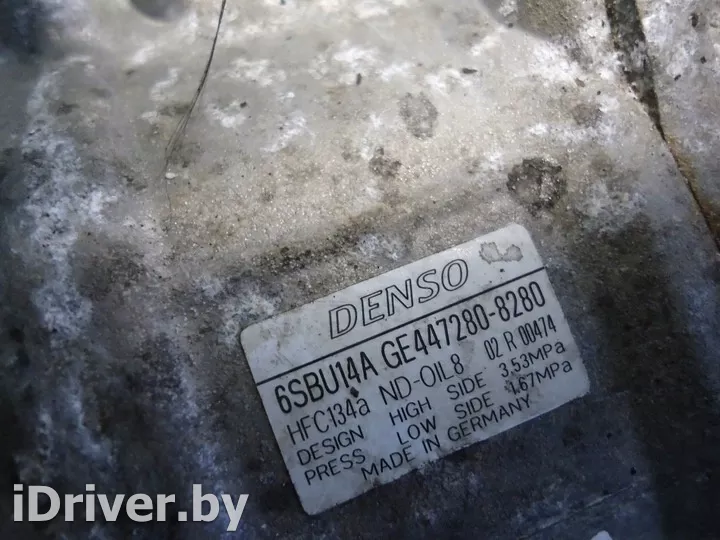 DENSO
6SBU14A GE447280-8280
HFC134a ND-OIL8 02 R 00474
DESIGN HIGH SIDE 3.53MPa
PRESS LOW SIDE 1.67MPa
MADE IN GERMANY
iDriver.by